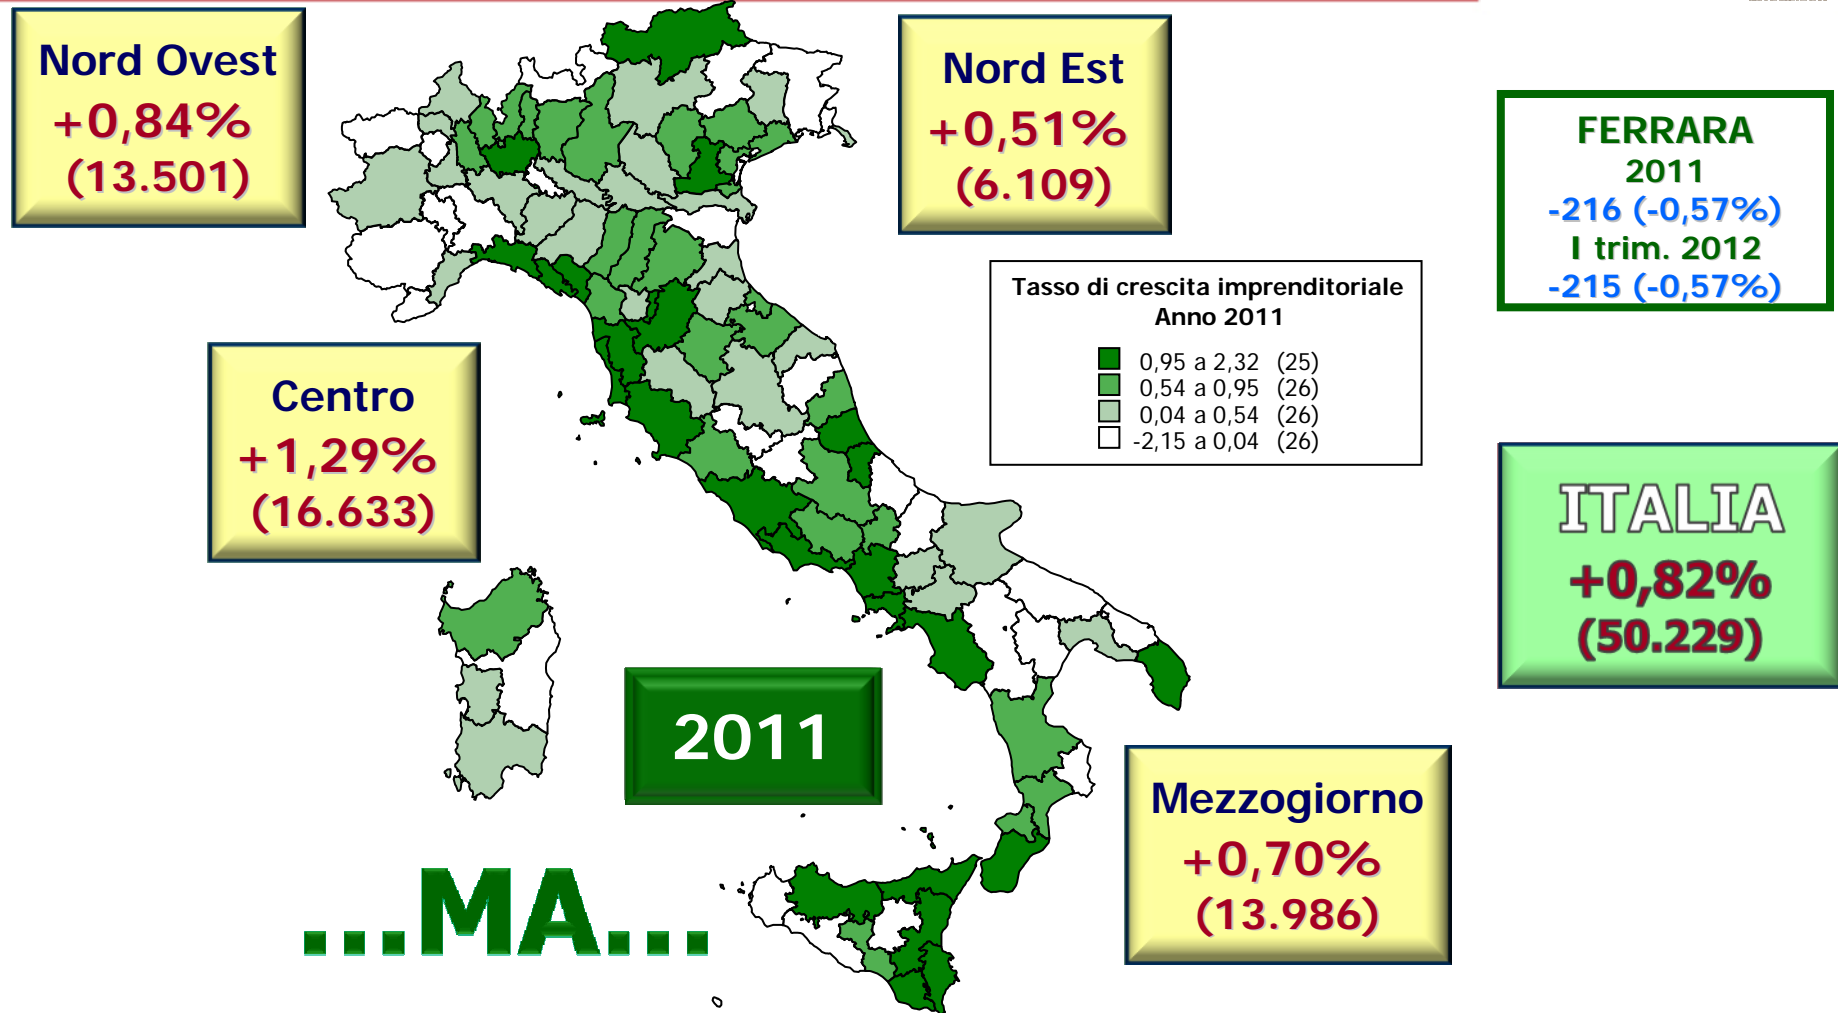 Nord Ovest
+0,84%
(13.501)
Nord Est
+0,51%
(6.109)
FERRARA
2011
-216 (-0,57%)
I trim. 2012
-215 (-0,57%)
Tasso di crescita imprenditoriale
Anno 2011
0,95 a 2,32 (25)
0,54 a 0,95 (26)
0,04 a 0,54 (26)
-2,15 a 0,04 (26)
Centro
+1,29%
(16.633)
ITALIA
+0,82%
(50.229)
2011
Mezzogiorno
+0,70%
(13.986)
...MA...